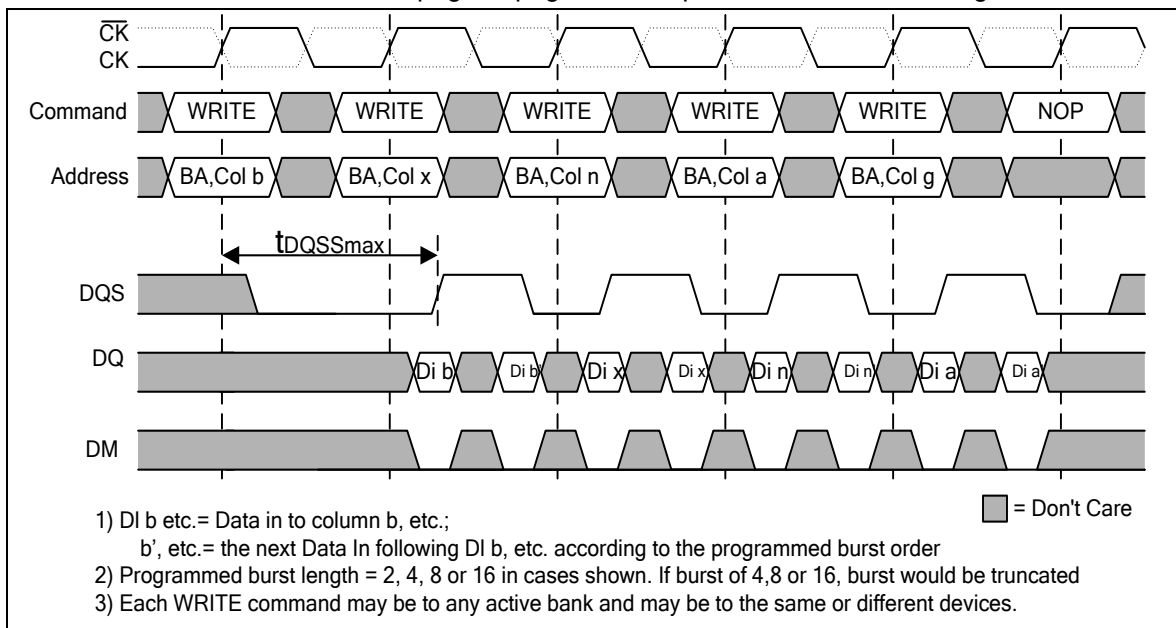 CK
CK
Command WRITE WRITE WRITE WRITE WRITE NOP
Address BA,Col b BA,Col x BA,Col n BA,Col a BA,Col g
tDQSSmax
DQS
DQ Di b Di b' Di x Di x Di n Di n Di a Di a
DM
= Don't Care
1) DI b etc.= Data in to column b, etc.;
b', etc.= the next Data In following DI b, etc. according to the programmed burst order
2) Programmed burst length = 2, 4, 8 or 16 in cases shown. If burst of 4,8 or 16, burst would be truncated
3) Each WRITE command may be to any active bank and may be to the same or different devices.